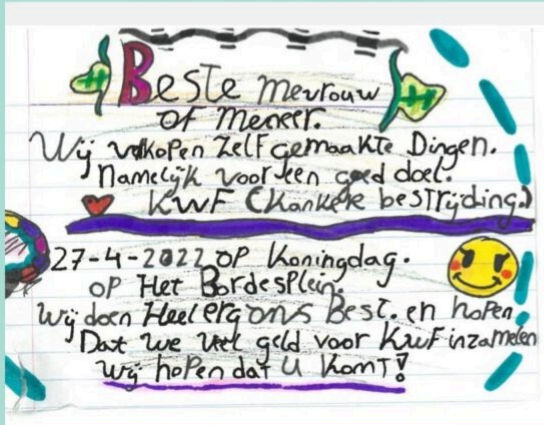 Beste mevrouw
of meneer.
Wij verkopen Zelf gemaakte Dingen.
Namelijk voor een goed doel.
KWF (Kanker bestrijding.)
27-4-2022 op Koningdag.
op Het Bordesplein.
Wij doen Heel erg ons Best. en hopen
Dat we veel geld voor KWF inzamelen
Wij hopen dat U komt!